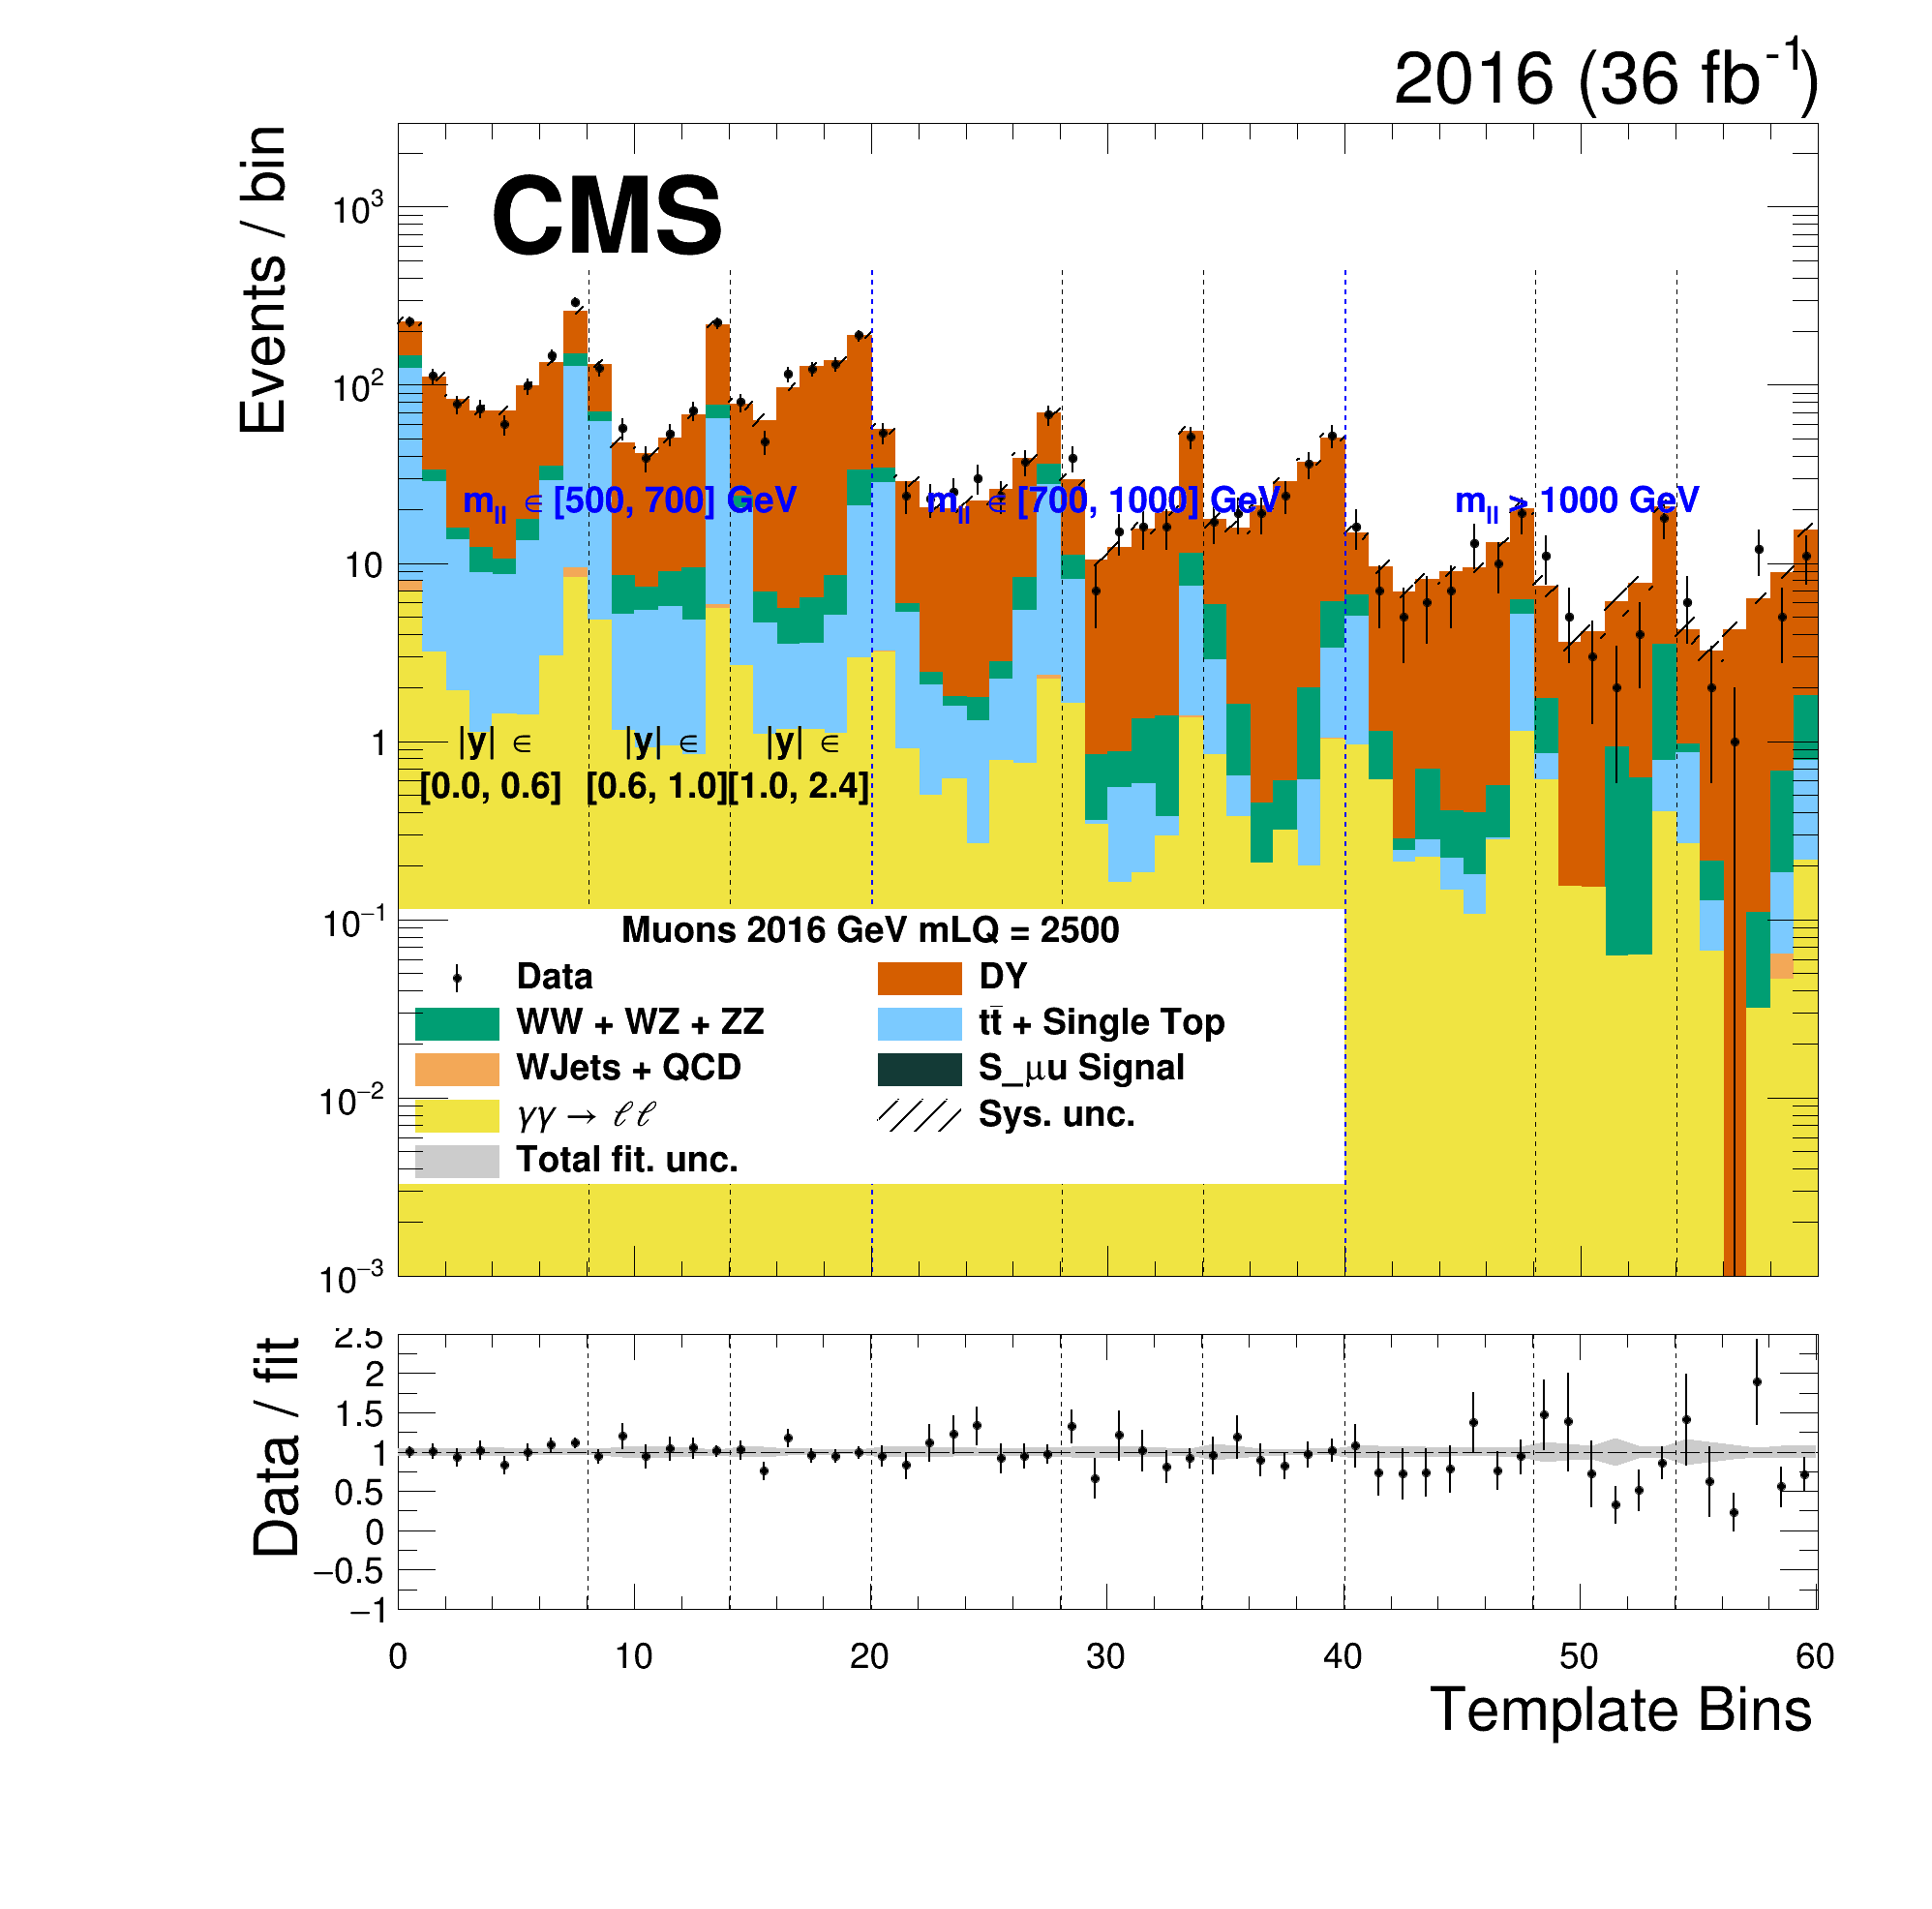 2016 (36 fb⁻¹)
Events / bin
CMS
10³
10²
10
1
10⁻¹
10⁻²
10⁻³
m_ll ∈ [500, 700] GeV
m_ll ∈ [700, 1000] GeV
m_ll > 1000 GeV
|y| ∈
[0.0, 0.6]
|y| ∈
[0.6, 1.0]
|y| ∈
[1.0, 2.4]
Muons 2016 GeV mLQ = 2500
Data
DY
WW + WZ + ZZ
tt̄ + Single Top
WJets + QCD
S_μu Signal
γγ → ℓℓ
Sys. unc.
Total fit. unc.
Data / fit
2.5
2
1.5
1
0.5
0
−0.5
−1
0 10 20 30 40 50 60
Template Bins